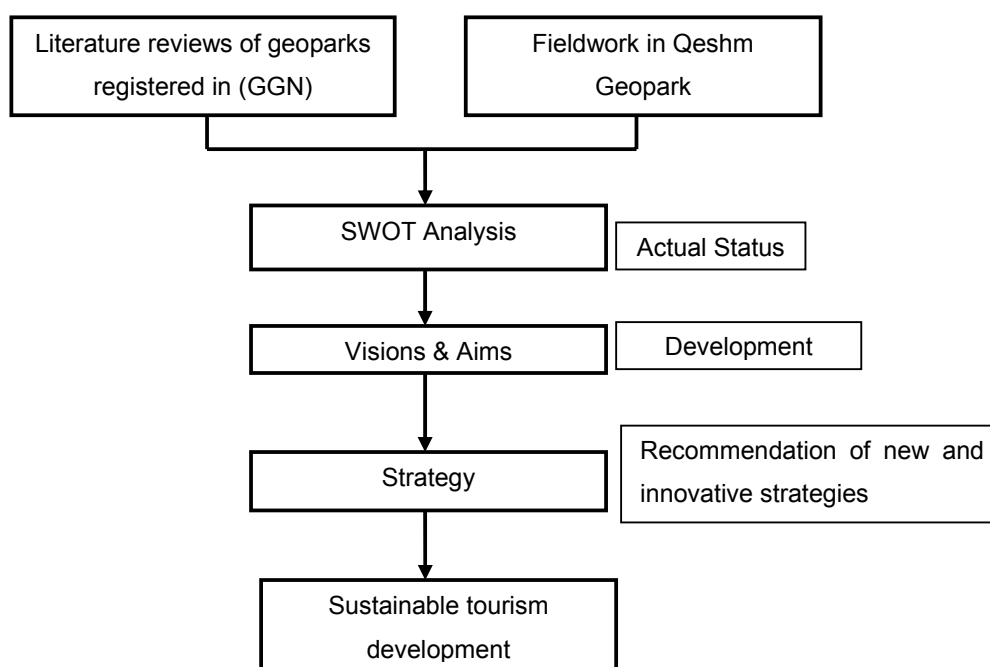 Literature reviews of geoparks
registered in (GGN)
Fieldwork in Qeshm
Geopark
SWOT Analysis
Actual Status
Visions & Aims
Development
Strategy
Recommendation of new and
innovative strategies
Sustainable tourism
development